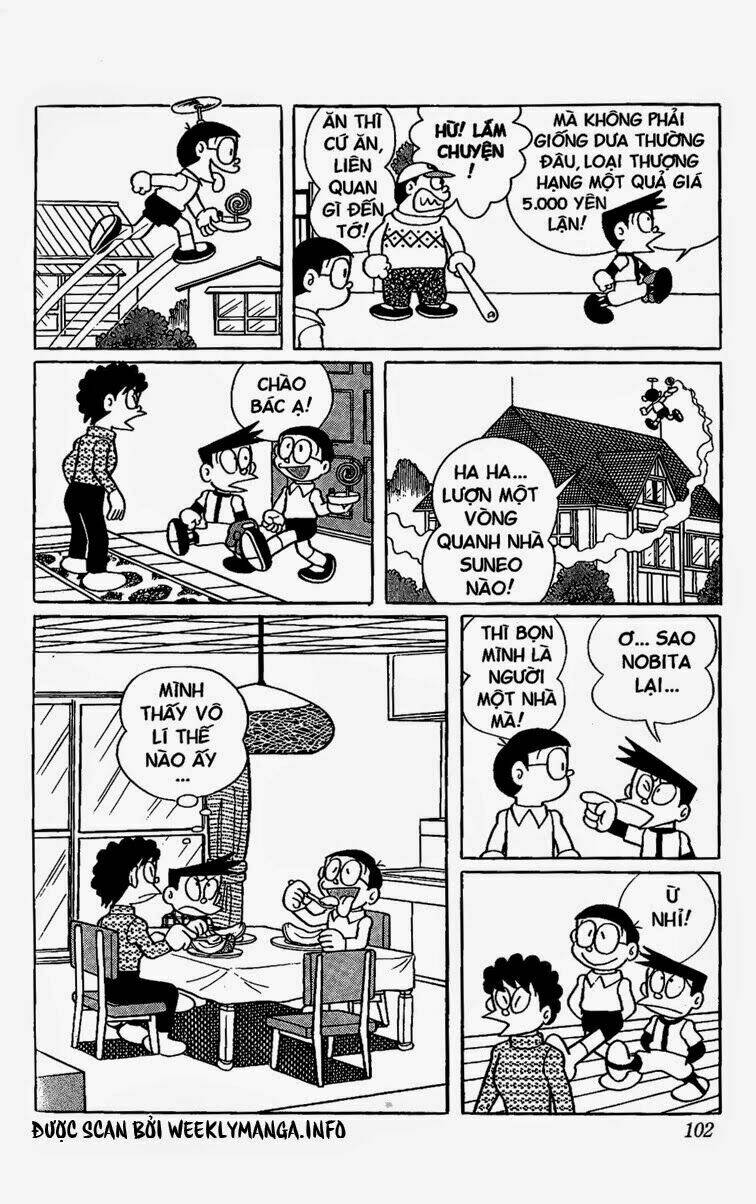 MÀ KHÔNG PHẢI
GIỐNG DƯA THƯỜNG
ĐÂU, LOẠI THƯỢNG
HẠNG MỘT QUẢ GIÁ
5.000 YÊN
LẬN!
HỪ! LẮM
CHUYỆN
!
ĂN THÌ
CỨ ĂN,
LIÊN
QUAN
GÌ ĐẾN
TỚ!
HA HA...
LƯỢN MỘT
VÒNG
QUANH NHÀ
SUNEO
NÀO!
CHÀO
BÁC Ạ!
Ơ... SAO
NOBITA
LẠI...
THÌ BỌN
MÌNH LÀ
NGƯỜI
MỘT NHÀ
MÀ!
Ừ
NHỈ!
MÌNH
THẤY VÔ
LÍ THẾ
NÀO ẤY
...
ĐƯỢC SCAN BỞI WEEKLYMANGA.INFO
102